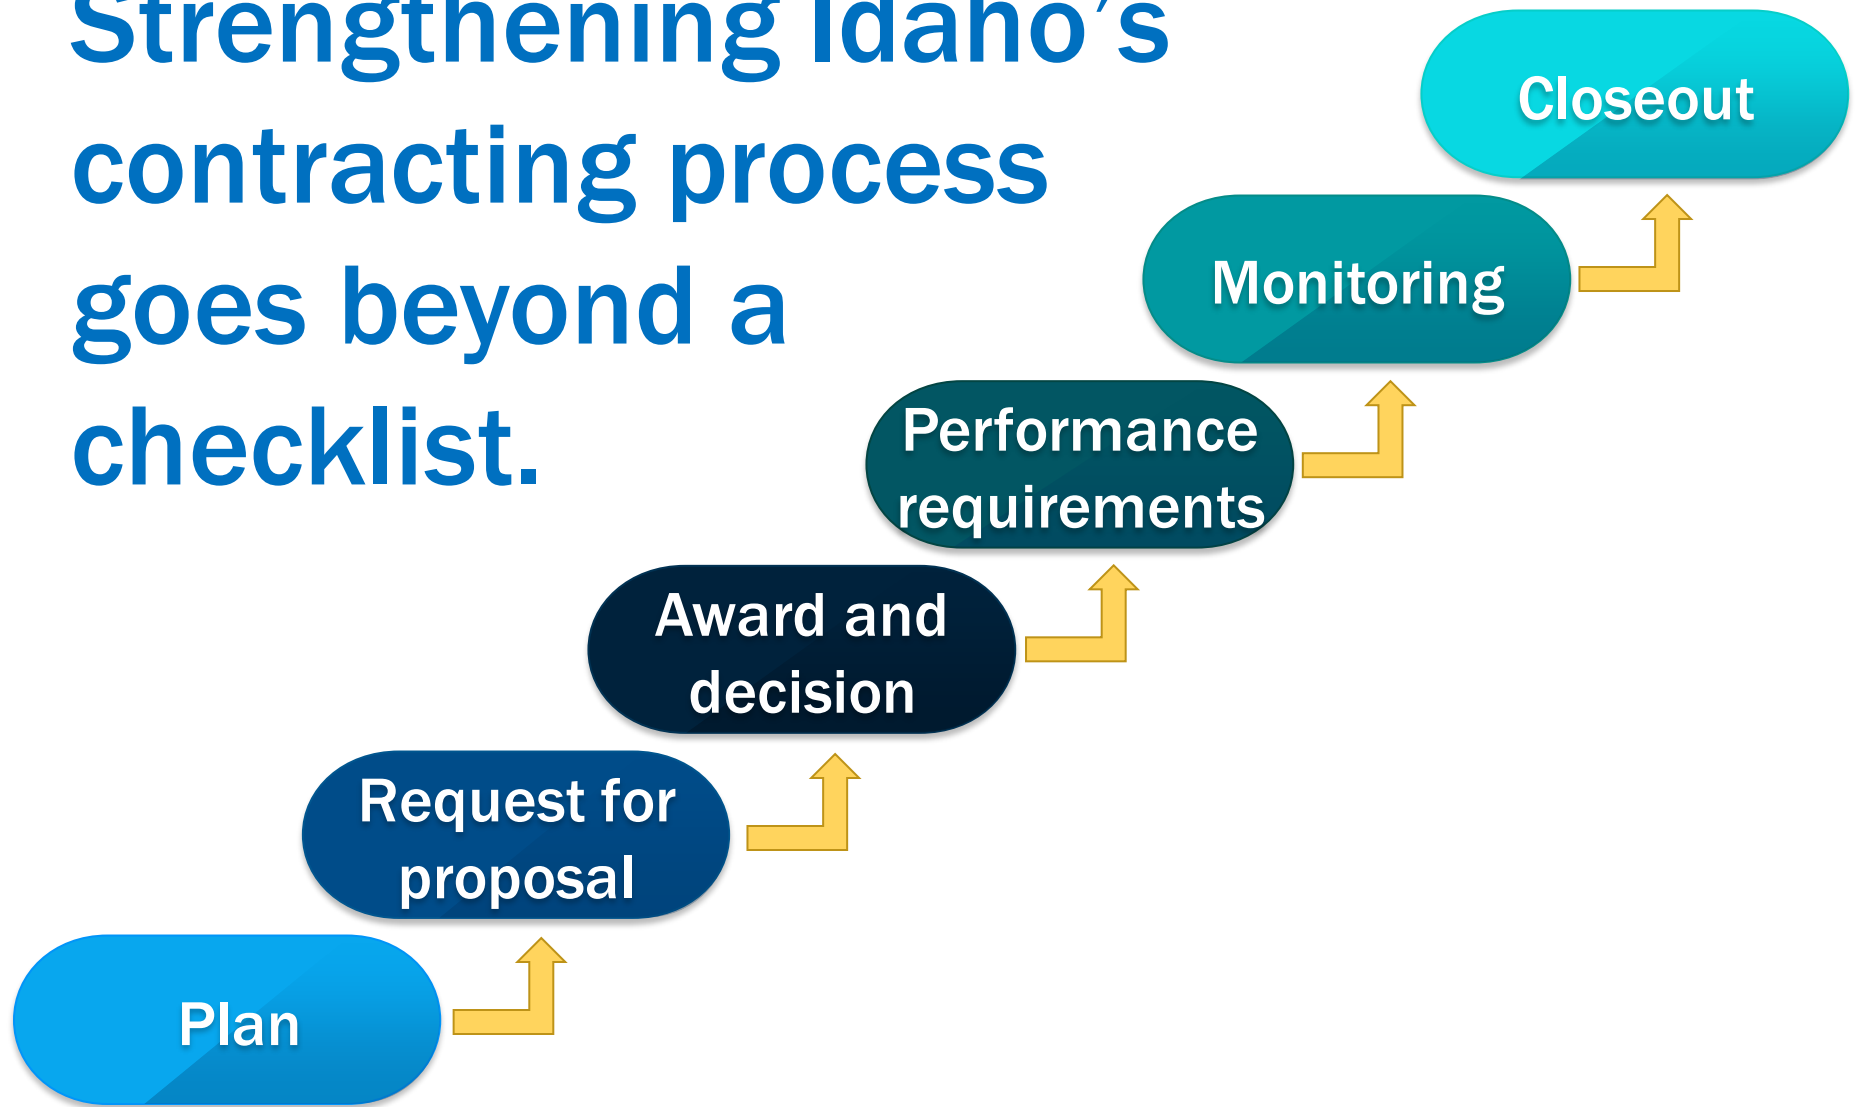 Strengthening Idaho’s
contracting process
goes beyond a
checklist.
Closeout
Monitoring
Performance
requirements
Award and
decision
Request for
proposal
Plan